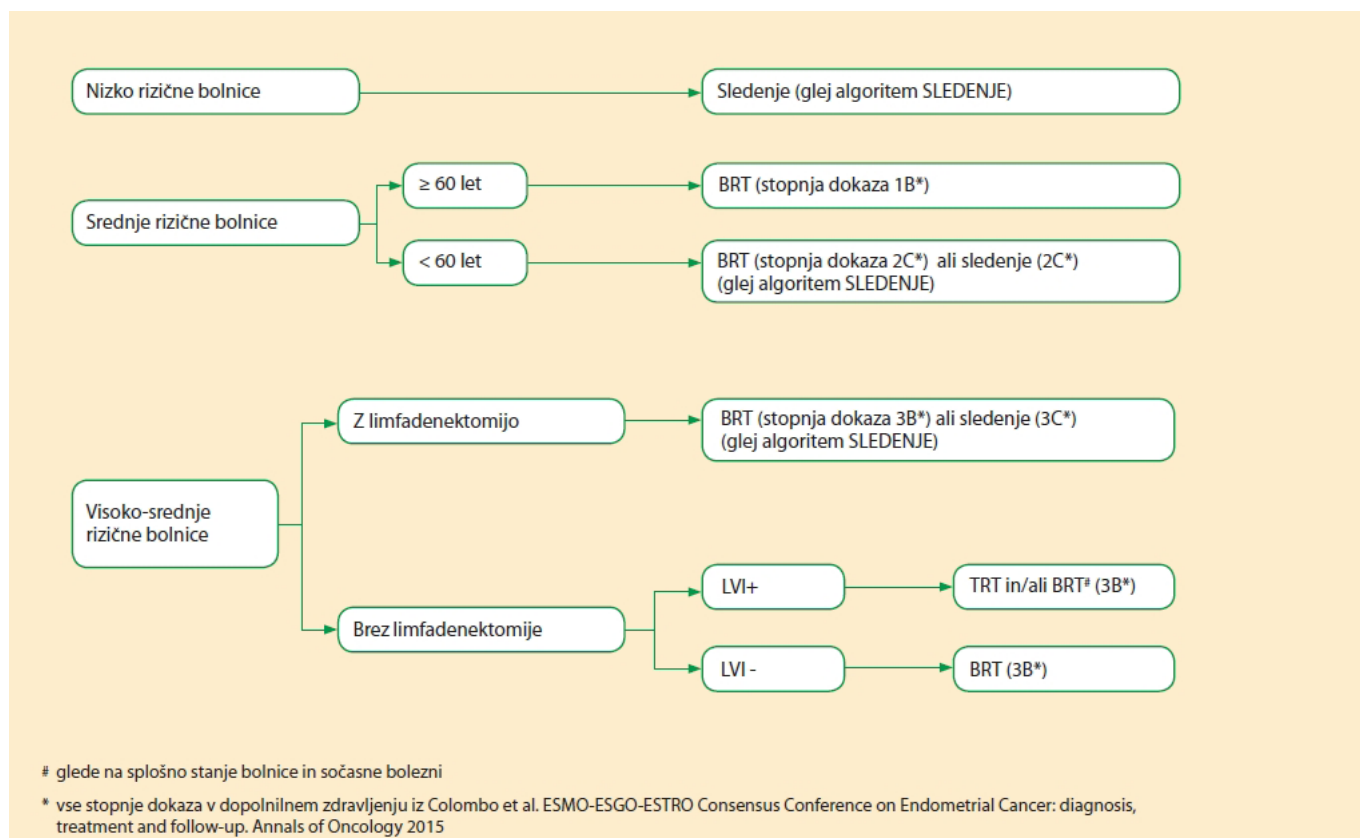 Nizko rizične bolnice
Sledenje (glej algoritem SLEDENJE)
≥ 60 let
BRT (stopnja dokaza 1B*)
Srednje rizične bolnice
< 60 let
BRT (stopnja dokaza 2C*) ali sledenje (2C*)
(glej algoritem SLEDENJE)
Z limfadenektomijo
BRT (stopnja dokaza 3B*) ali sledenje (3C*)
(glej algoritem SLEDENJE)
Visoko-srednje
rizične bolnice
Brez limfadenektomije
LVI+
TRT in/ali BRT# (3B*)
LVI -
BRT (3B*)
# glede na splošno stanje bolnice in sočasne bolezni
* vse stopnje dokaza v dopolnilnem zdravljenju iz Colombo et al. ESMO-ESGO-ESTRO Consensus Conference on Endometrial Cancer: diagnosis,
treatment and follow-up. Annals of Oncology 2015